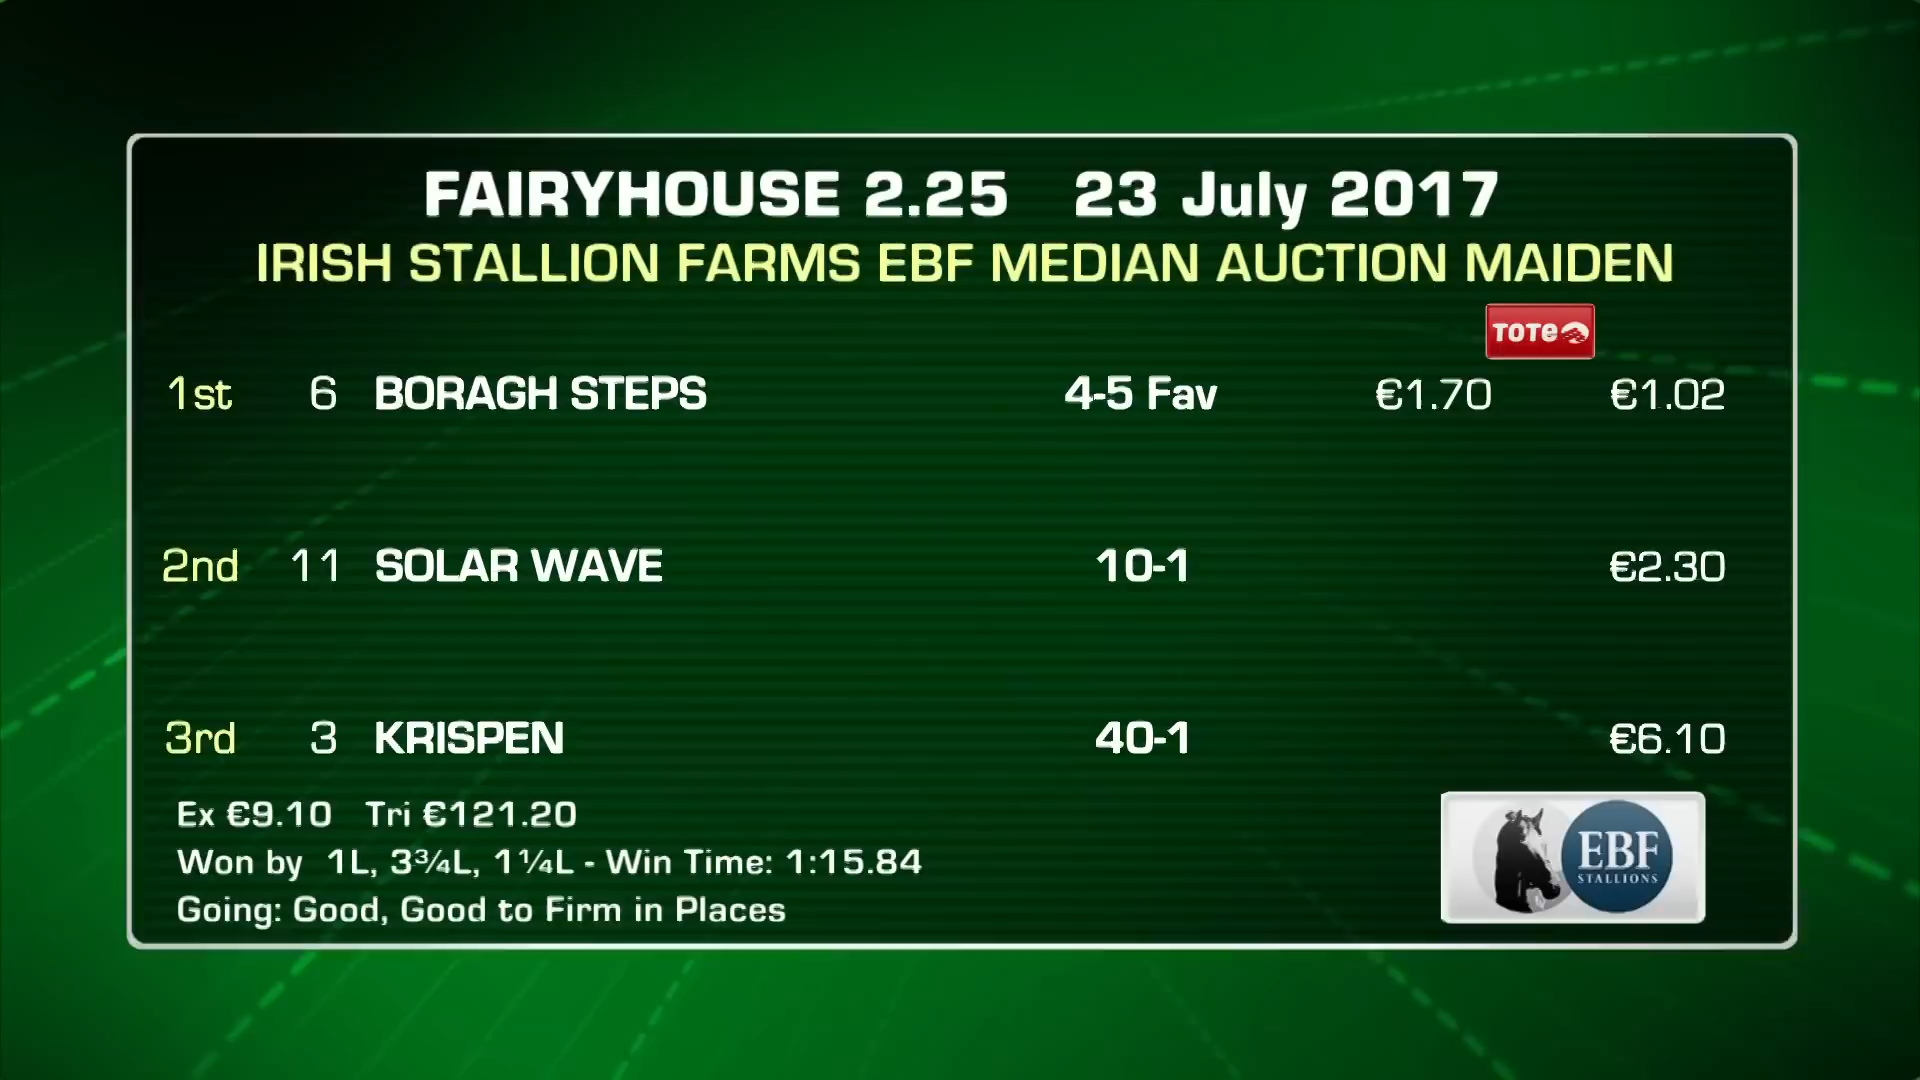 FAIRYHOUSE 2.25 23 July 2017
IRISH STALLION FARMS EBF MEDIAN AUCTION MAIDEN
TOTE
1st 6 BORAGH STEPS 4-5 Fav €1.70 €1.02
2nd 11 SOLAR WAVE 10-1 €2.30
3rd 3 KRISPEN 40-1 €6.10
Ex €9.10 Tri €121.20
Won by 1L, 3¾L, 1¼L - Win Time: 1:15.84
Going: Good, Good to Firm in Places
EBF
STALLIONS